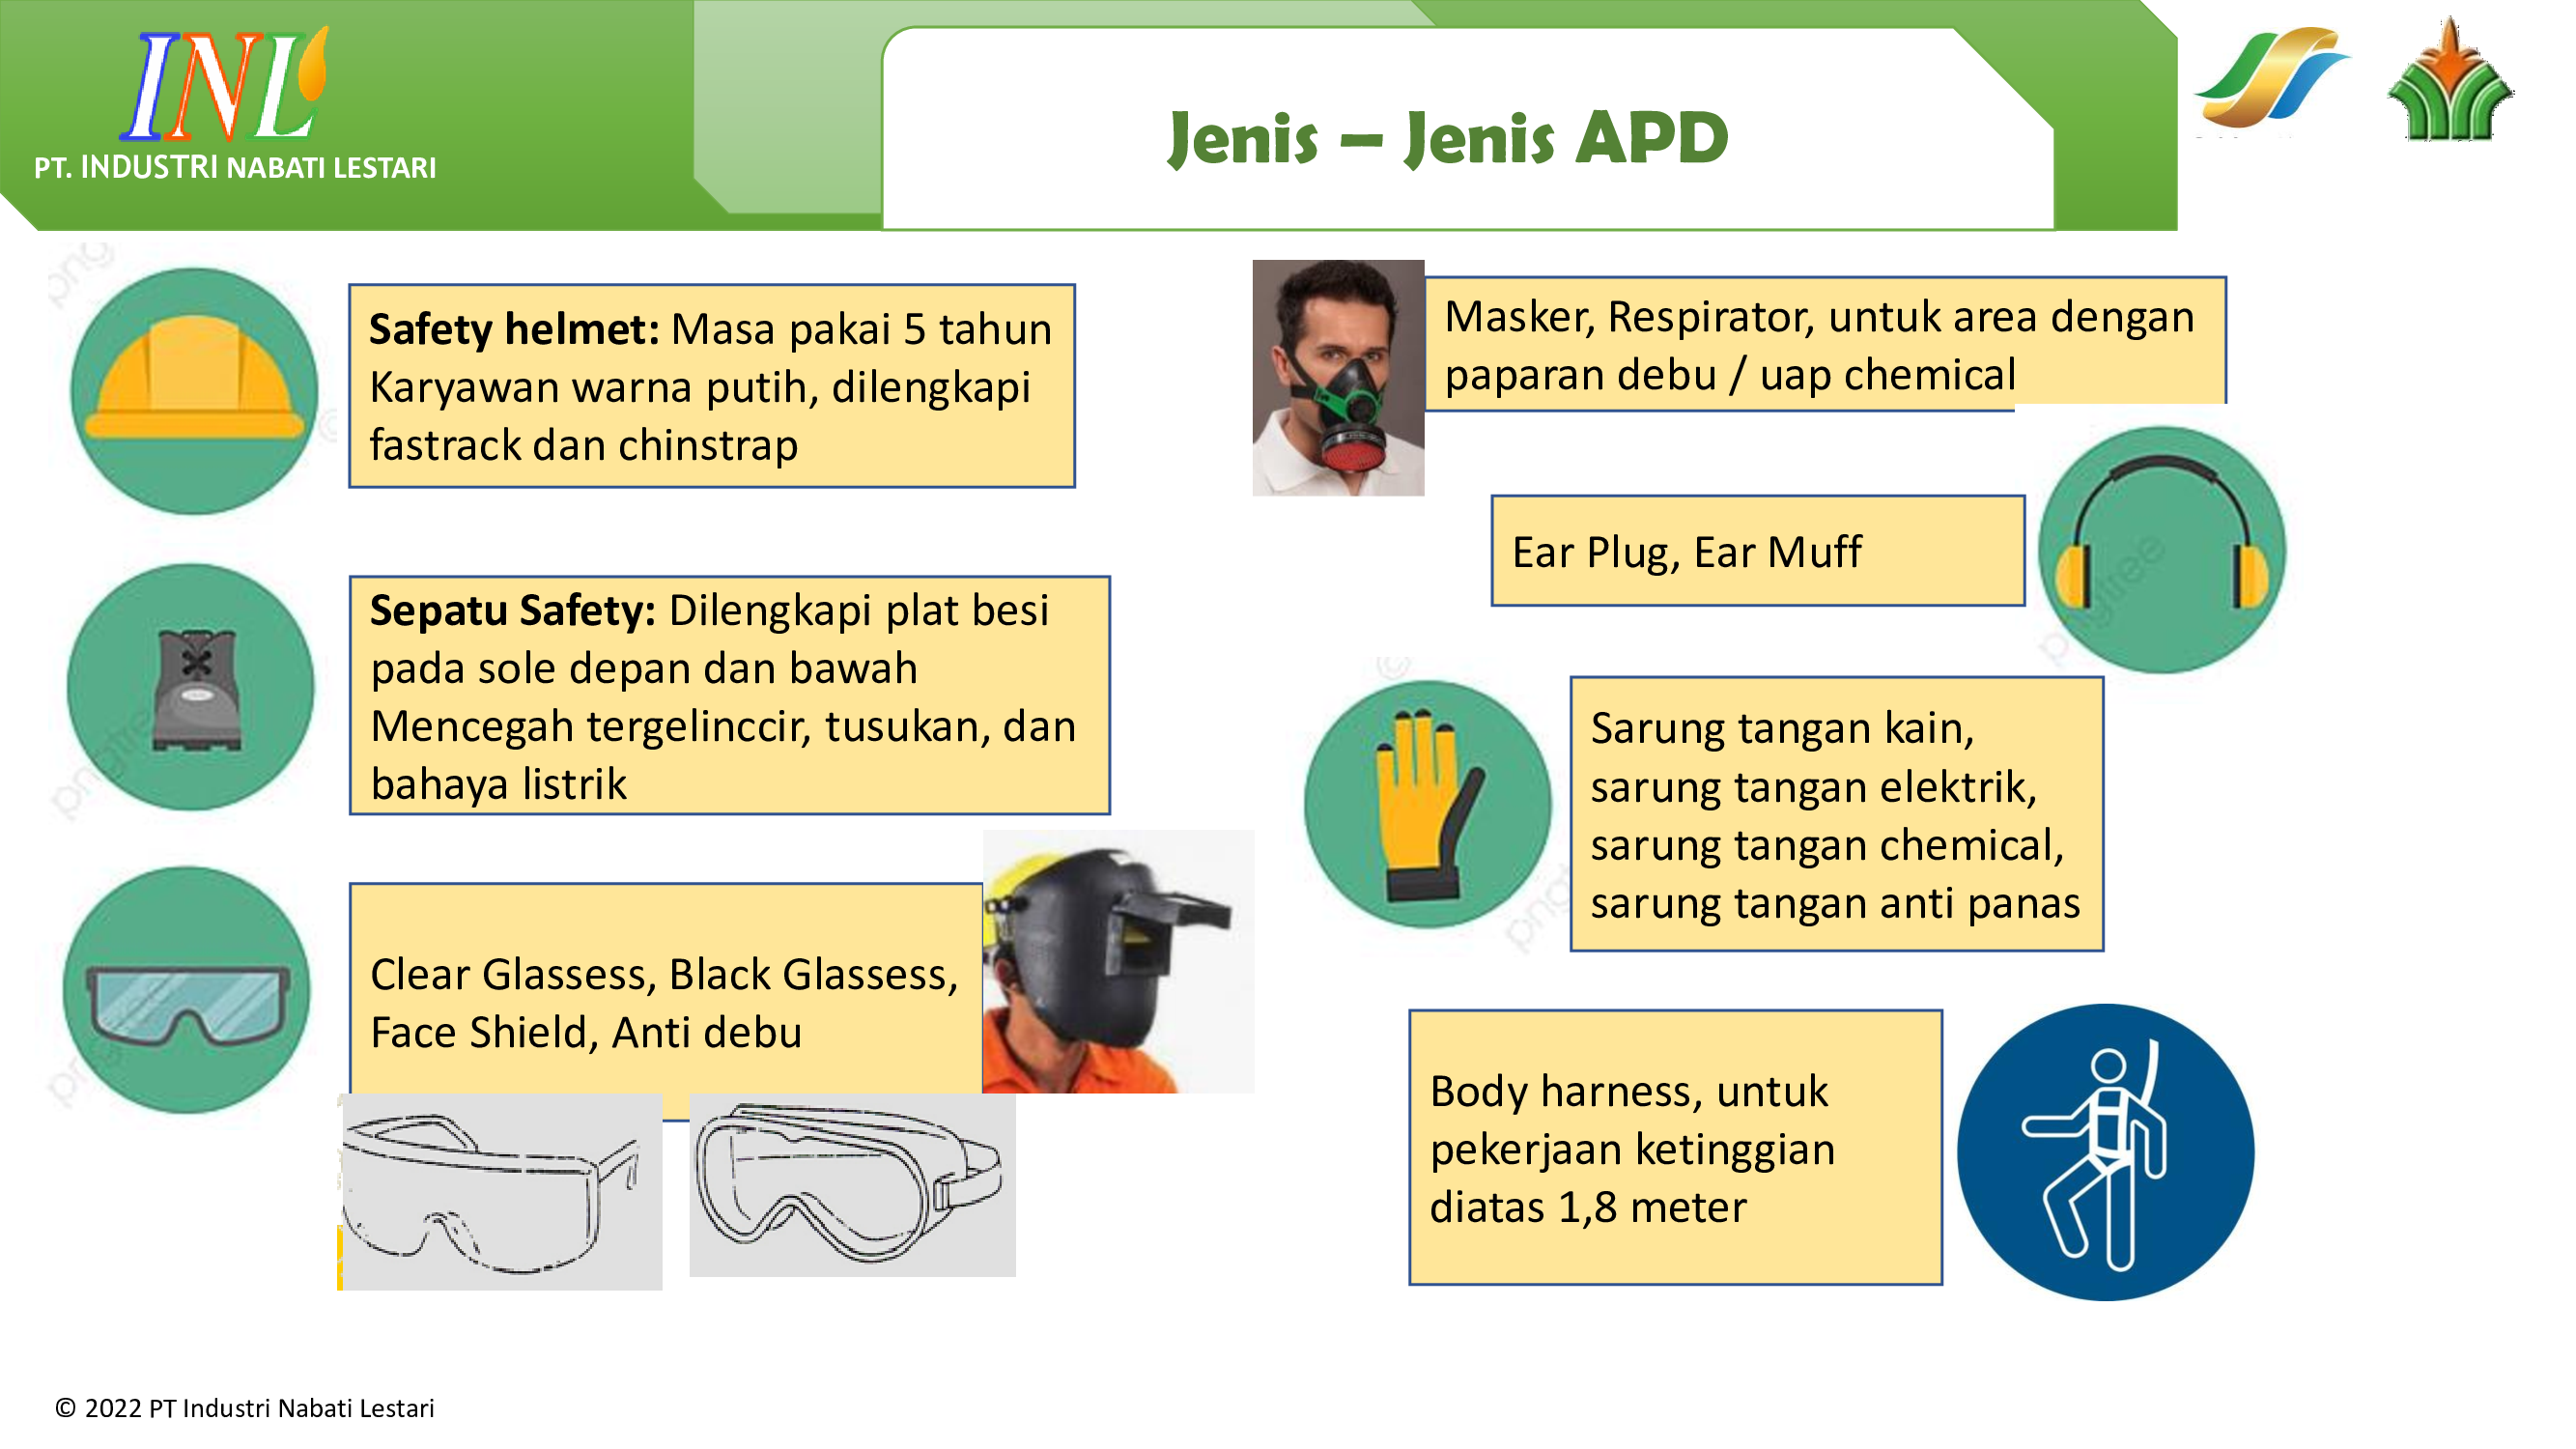 INL
PT. INDUSTRI NABATI LESTARI
Jenis – Jenis APD
Safety helmet: Masa pakai 5 tahun
Karyawan warna putih, dilengkapi
fastrack dan chinstrap
Sepatu Safety: Dilengkapi plat besi
pada sole depan dan bawah
Mencegah tergelinccir, tusukan, dan
bahaya listrik
Clear Glassess, Black Glassess,
Face Shield, Anti debu
Masker, Respirator, untuk area dengan
paparan debu / uap chemical
Ear Plug, Ear Muff
Sarung tangan kain,
sarung tangan elektrik,
sarung tangan chemical,
sarung tangan anti panas
Body harness, untuk
pekerjaan ketinggian
diatas 1,8 meter
pngtree
© 2022 PT Industri Nabati Lestari